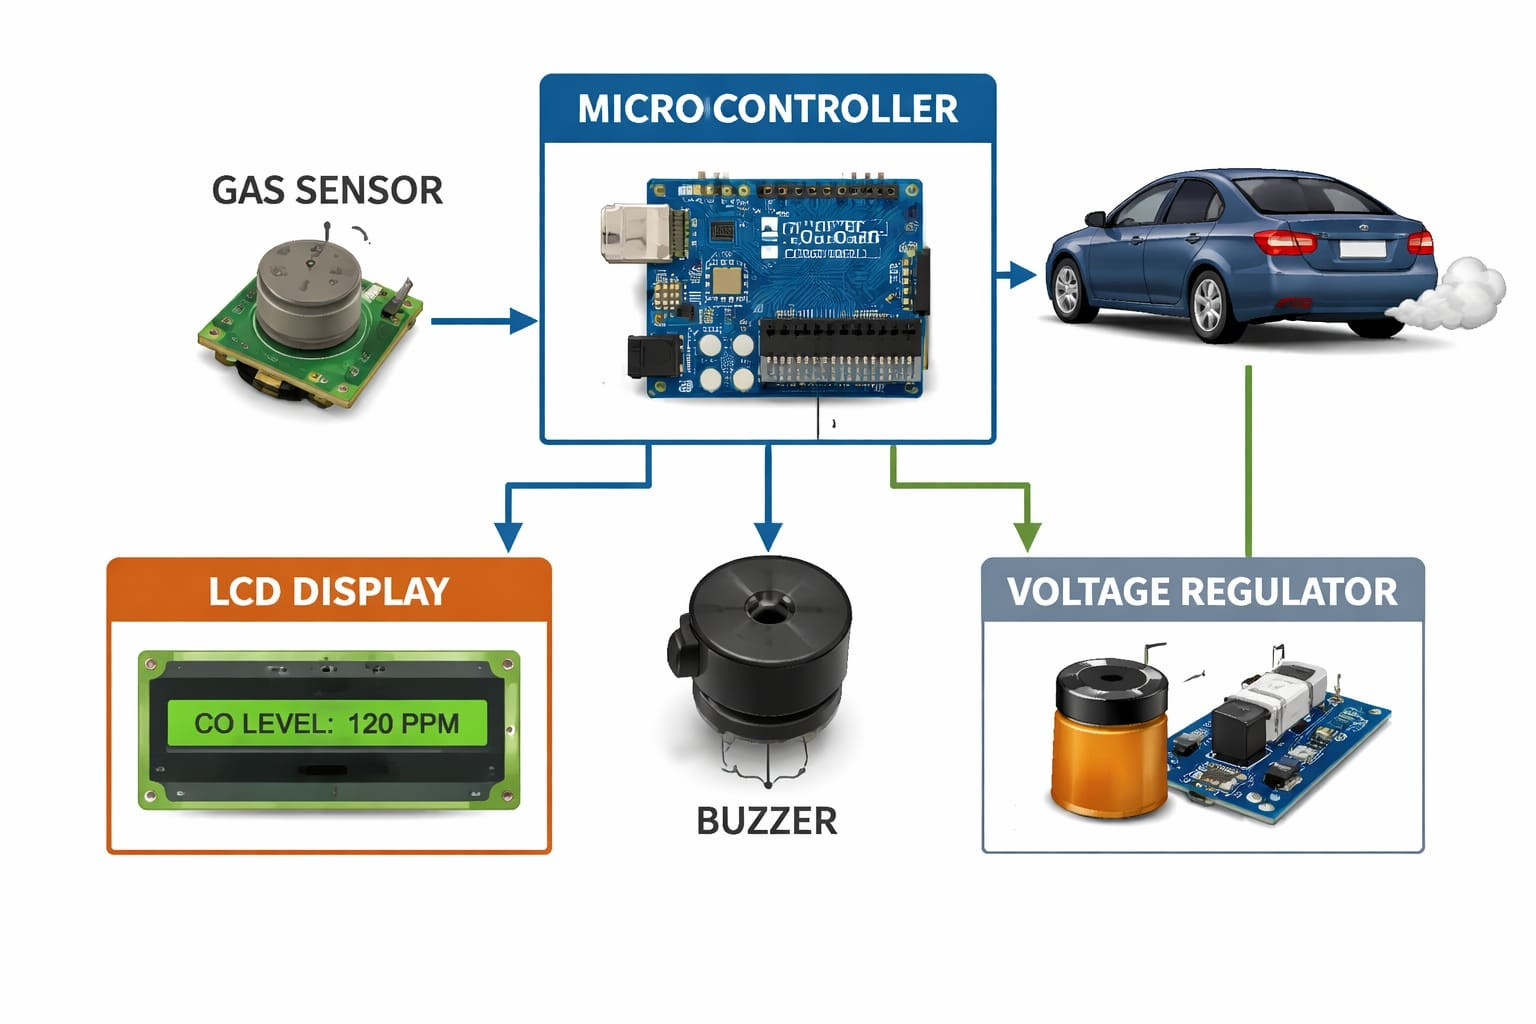 MICRO CONTROLLER
GAS SENSOR
LCD DISPLAY
VOLTAGE REGULATOR
CO LEVEL: 120 PPM
BUZZER